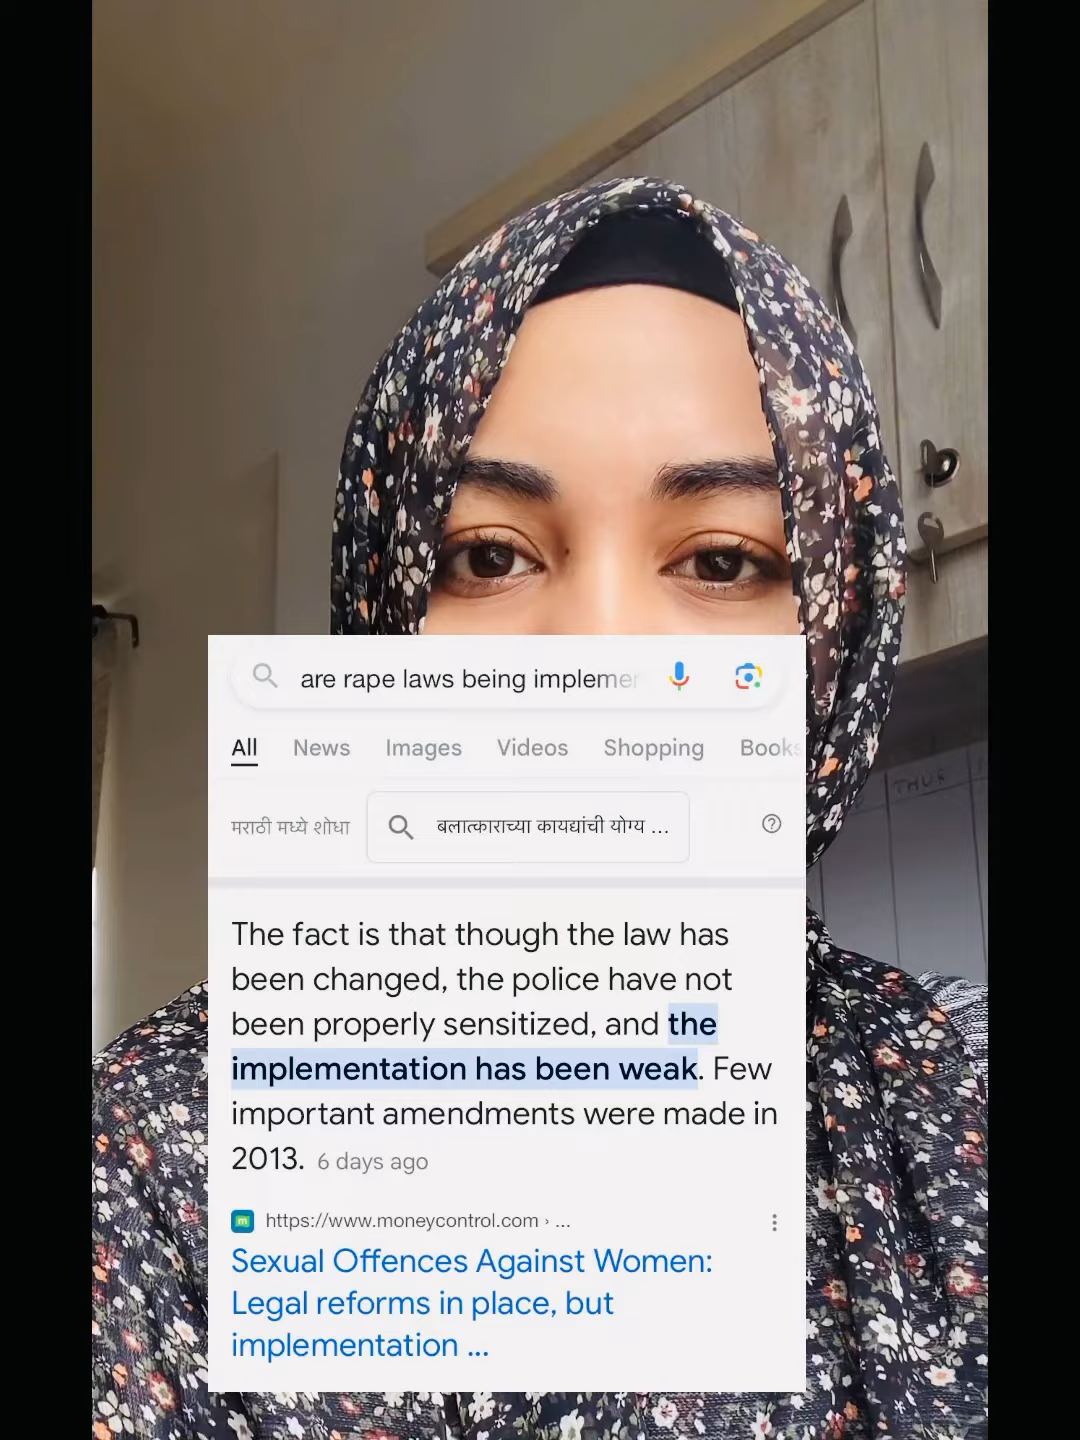 are rape laws being implemen
All News Images Videos Shopping Books
मराठी मध्ये शोधा बलात्काराच्या कायद्यांची योग्य ...
The fact is that though the law has
been changed, the police have not
been properly sensitized, and the
implementation has been weak. Few
important amendments were made in
2013. 6 days ago
m https://www.moneycontrol.com › ...
Sexual Offences Against Women:
Legal reforms in place, but
implementation ...
THUR